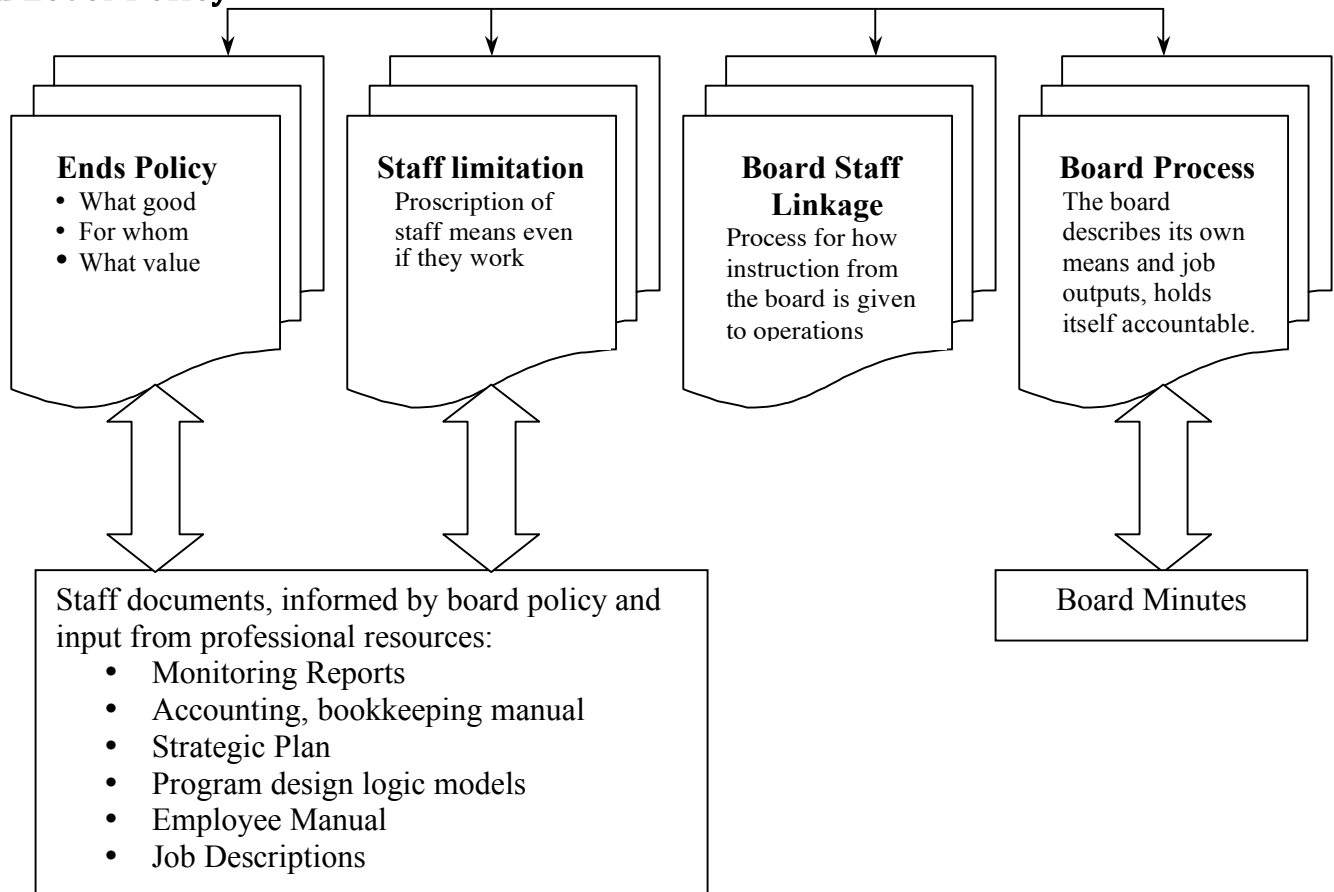 Ends Policy
• What good
• For whom
• What value
Staff limitation
Proscription of
staff means even
if they work
Board Staff
Linkage
Process for how
instruction from
the board is given
to operations
Board Process
The board
describes its own
means and job
outputs, holds
itself accountable.
Staff documents, informed by board policy and
input from professional resources:
• Monitoring Reports
• Accounting, bookkeeping manual
• Strategic Plan
• Program design logic models
• Employee Manual
• Job Descriptions
Board Minutes